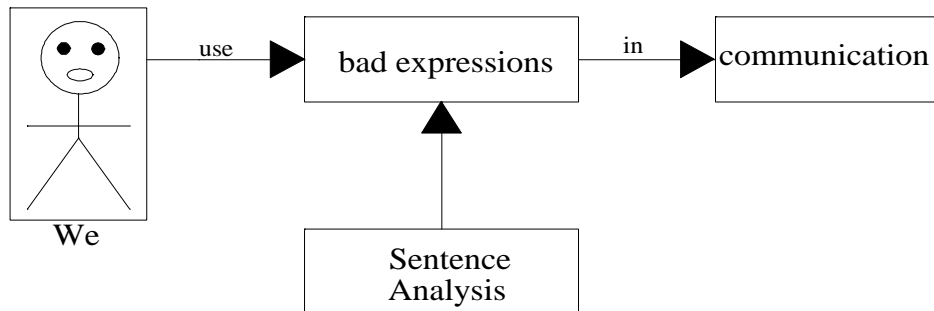 use
bad expressions
in
communication
We
Sentence
Analysis